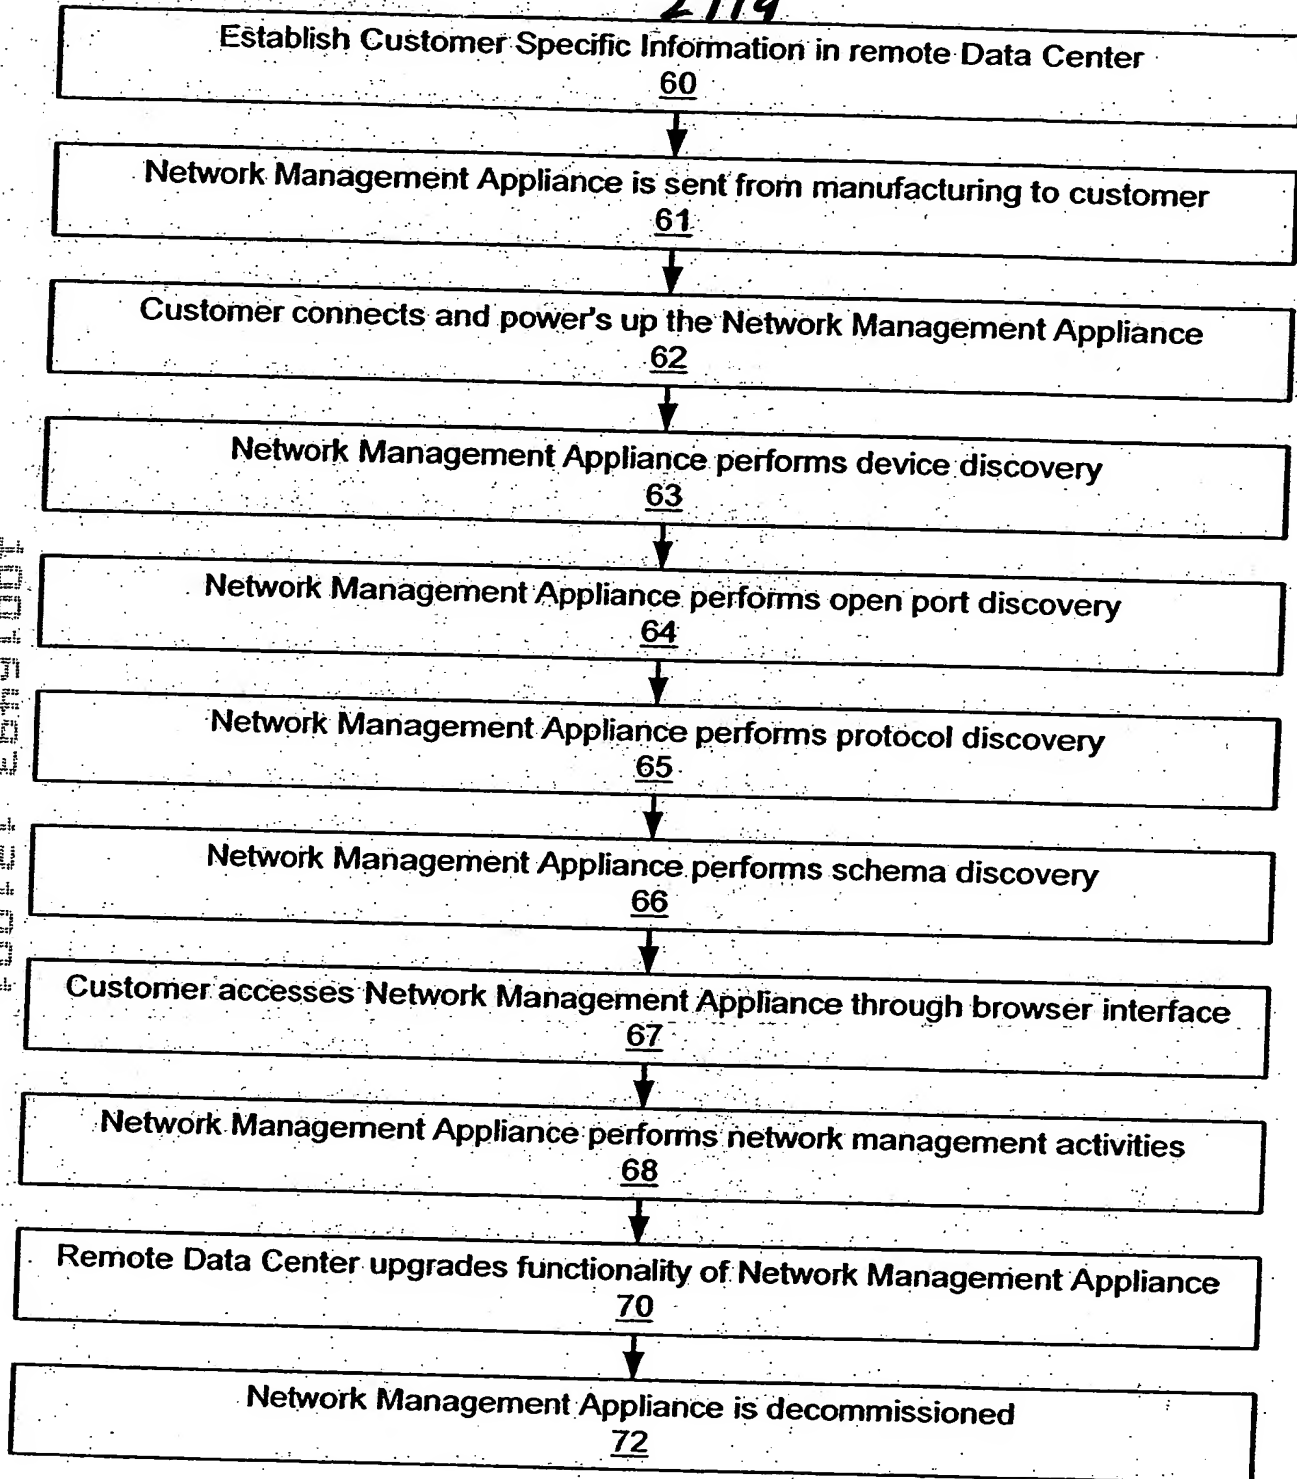 2/19
Establish Customer Specific Information in remote Data Center
60
Network Management Appliance is sent from manufacturing to customer
61
Customer connects and power's up the Network Management Appliance
62
Network Management Appliance performs device discovery
63
Network Management Appliance performs open port discovery
64
Network Management Appliance performs protocol discovery
65
Network Management Appliance performs schema discovery
66
Customer accesses Network Management Appliance through browser interface
67
Network Management Appliance performs network management activities
68
Remote Data Center upgrades functionality of Network Management Appliance
70
Network Management Appliance is decommissioned
72